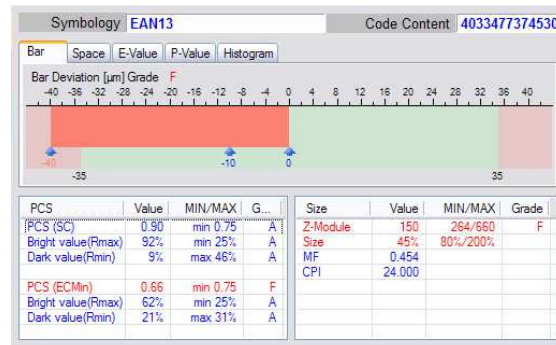 Symbology EAN13 Code Content 4033477374530
Bar Space E-Value P-Value Histogram
Bar Deviation [µm] Grade F
-40 -36 -32 -28 -24 -20 -16 -12 -8 -4 0 4 8 12 16 20 24 28 32 36 40
-40 -10 0
-35 35
PCS Value MIN/MAX G... Size Value MIN/MAX Grade
PCS (SC) 0.90 min 0.75 A Z-Module 150 264/660 F
Bright value(Rmax) 92% min 25% A Size 45% 80%/200%
Dark value(Rmin) 9% max 46% A MF 0.454
CPI 24.000
PCS (ECMin) 0.66 min 0.75 F
Bright value(Rmax) 62% min 25% A
Dark value(Rmin) 21% max 31% A